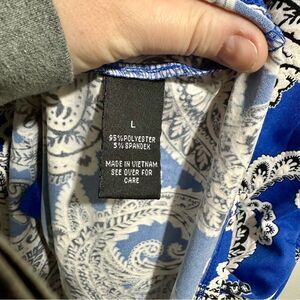 L
95%POLYESTER
5% SPANDEX
MADE IN VIETNAM
SEE OVER FOR
CARE